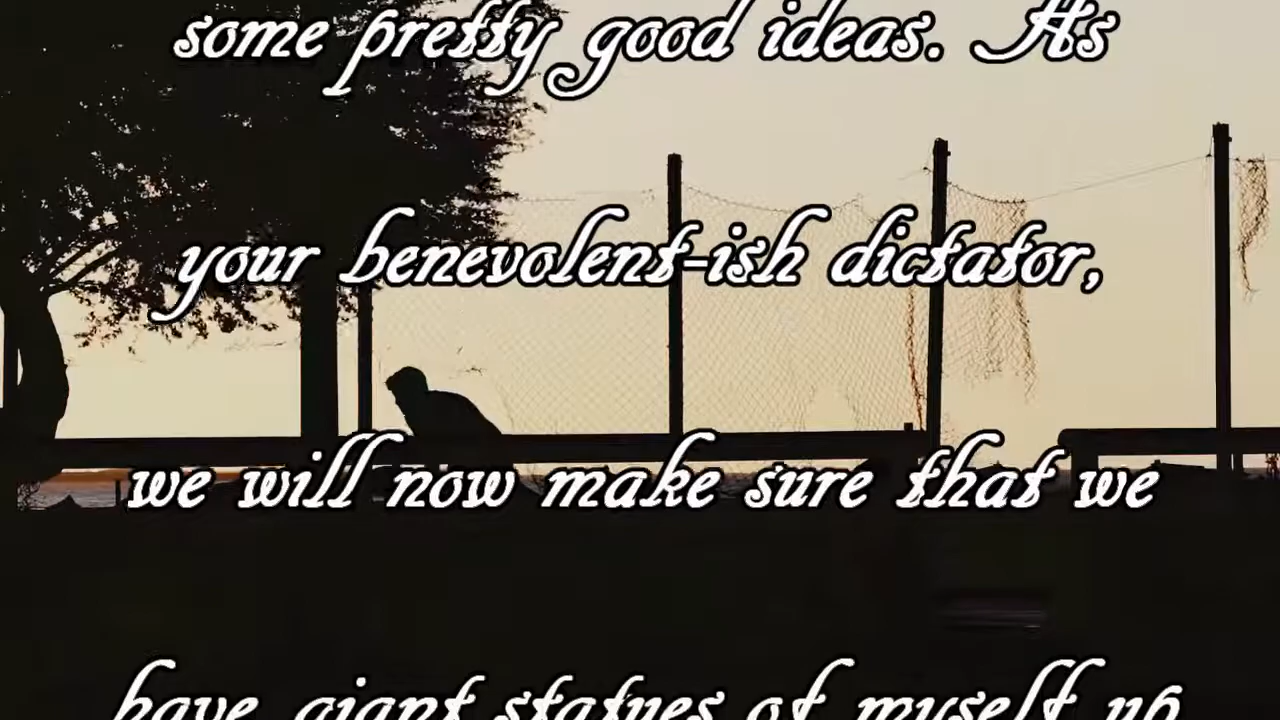 some pretty good ideas. As
your benevolent-ish dictator,
we will now make sure that we
have giant statues of myself up